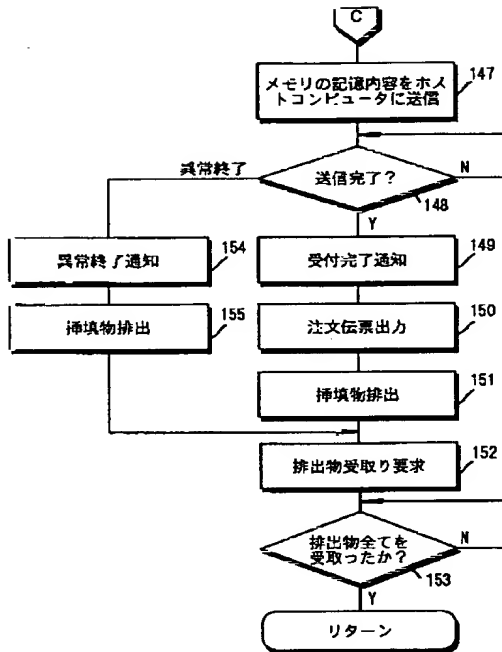 C
メモリの記憶内容をホス
トコンピュータに送信
147
異常終了
送信完了？
N
148
Y
異常終了通知
154
受付完了通知
149
挿填物排出
155
注文伝票出力
150
挿填物排出
151
排出物受取り要求
152
排出物全てを
受取ったか？
N
153
Y
リターン